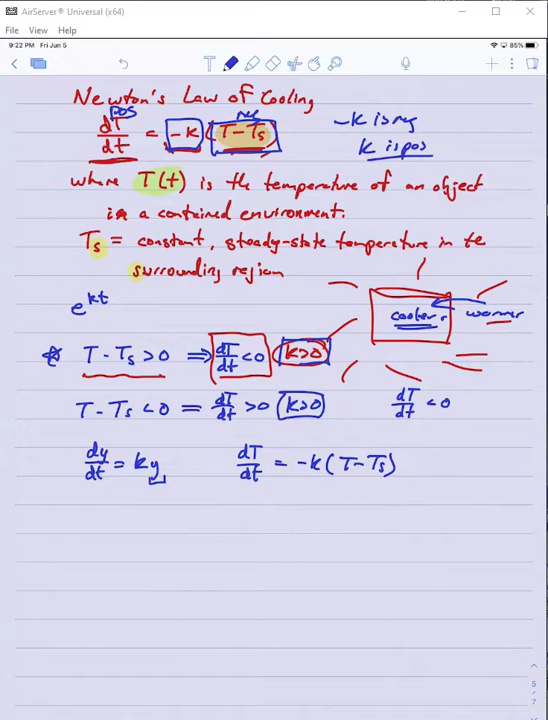 AirServer® Universal (x64)
File View Help
9:22 PM Fri Jun 5
85%
Newton's Law of Cooling
pos neg
dT/dt = -k (T-Ts)
-k is neg
k is pos
where T(t) is the temperature of an object
in a contained environment.
Ts = constant, steady-state temperature in the
surrounding region
e^kt
cooler warmer
T-Ts>0 ⇒ dT/dt <0 (k>0)
T-Ts <0 = dT/dt >0 k>0
dT/dt <0
dy/dt = ky
dT/dt = -k(T-Ts)
5
/
7